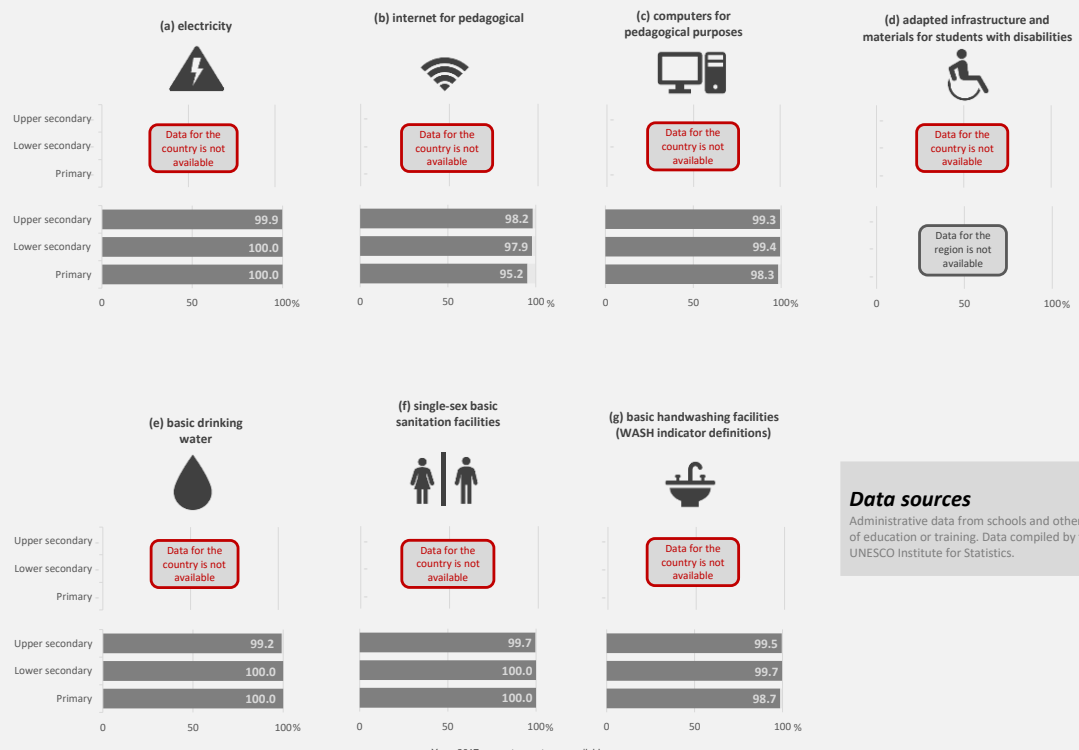 (a) electricity
(b) internet for pedagogical
(c) computers for
pedagogical purposes
(d) adapted infrastructure and
materials for students with disabilities
Upper secondary
Lower secondary
Primary
Data for the
country is not
available
Data for the
country is not
available
Data for the
country is not
available
Data for the
country is not
available
Upper secondary
Lower secondary
Primary
99.9
100.0
100.0
98.2
97.9
95.2
99.3
99.4
98.3
Data for the
region is not
available
0 50 100%
0 50 100%
0 50 100%
0 50 100%
(e) basic drinking
water
(f) single-sex basic
sanitation facilities
(g) basic handwashing facilities
(WASH indicator definitions)
Upper secondary
Lower secondary
Primary
Data for the
country is not
available
Data for the
country is not
available
Data for the
country is not
available
Data sources
Administrative data from schools and other
of education or training. Data compiled by
UNESCO Institute for Statistics.
Upper secondary
Lower secondary
Primary
99.2
100.0
100.0
99.7
100.0
100.0
99.5
99.7
98.7
0 50 100%
0 50 100%
0 50 100%